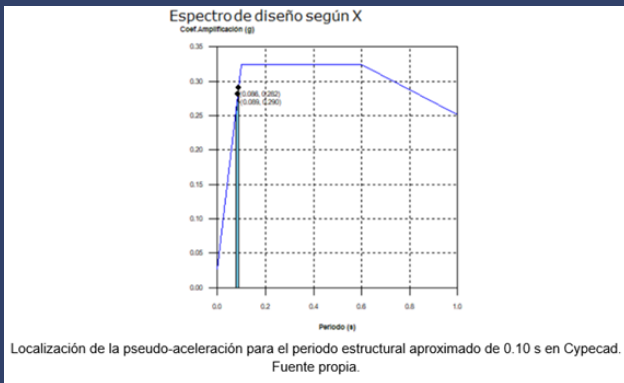 Espectro de diseño según X
Coef.Amplificación (g)
0.35
0.30
0.25
0.20
0.15
0.10
0.05
0.00
(0.086, 0.282)
(0.089, 0.290)
0.0 0.2 0.4 0.6 0.8 1.0
Periodo (s)
Localización de la pseudo-aceleración para el periodo estructural aproximado de 0.10 s en Cypecad.
Fuente propia.